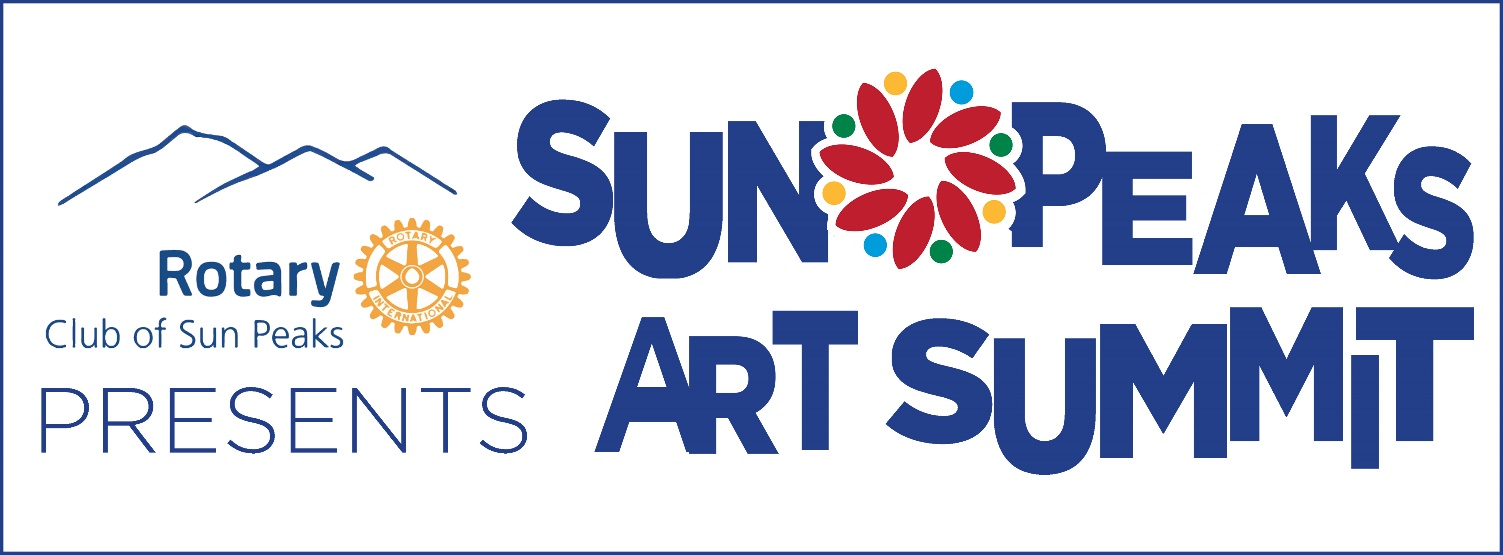 Rotary
ROTARY
INTERNATIONAL
Club of Sun Peaks
PRESENTS
SUN PEAKS
ART SUMMIT